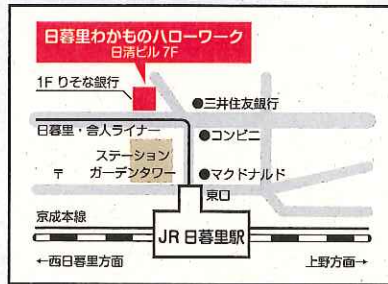 日暮里わかものハローワーク
日清ビル 7F
1F りそな銀行
●三井住友銀行
日暮里・舎人ライナー
●コンビニ
ステーション
ガーデンタワー
〒
●マクドナルド
東口
京成本線
JR 日暮里駅
←西日暮里方面
上野方面→